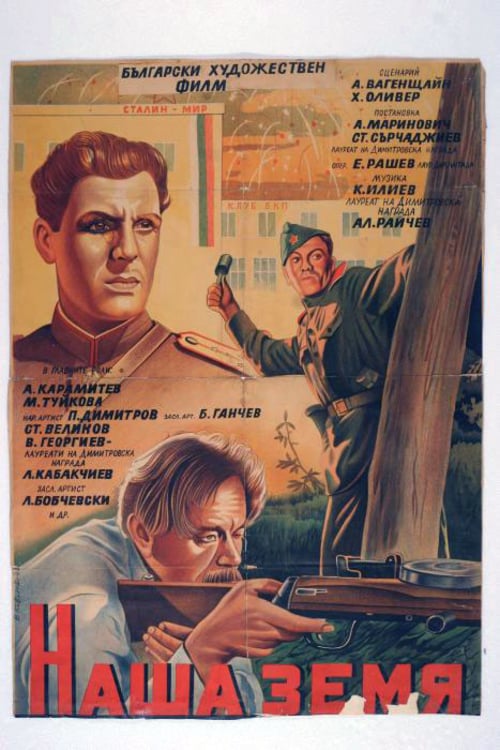 БЪЛГАРСКИ ХУДОЖЕСТВЕН
ФИЛМ
СЦЕНАРИЙ
А. ВАГЕНЩАЙН
Х. ОЛИВЕР
ПОСТАНОВКА
А. МАРИНОВИЧ
СТ. СЪРЧАДЖИЕВ
ЛАУРЕАТ НА ДИМИТРОВСКА НАГРАДА
ОПЕР. Е. РАШЕВ
МУЗИКА
К. ИЛИЕВ
ЛАУРЕАТ НА ДИМИТРОВСКА
НАГРАДА
АЛ. РАЙЧЕВ
СТАЛИН - МИР
КЛУБ БКП
В ГЛАВНИТЕ РОЛИ:
А. КАРАМИТЕВ
М. ТУЙКОВА
НАР. АРТИСТ П. ДИМИТРОВ ЗАСЛ. АРТ. Б. ГАНЧЕВ
СТ. ВЕЛИКОВ
В. ГЕОРГИЕВ -
ЛАУРЕАТИ НА ДИМИТРОВСКА
НАГРАДА
Л. КАБАКЧИЕВ
ЗАСЛ. АРТИСТ
Л. БОБЧЕВСКИ
И ДР.
НАША ЗЕМЯ